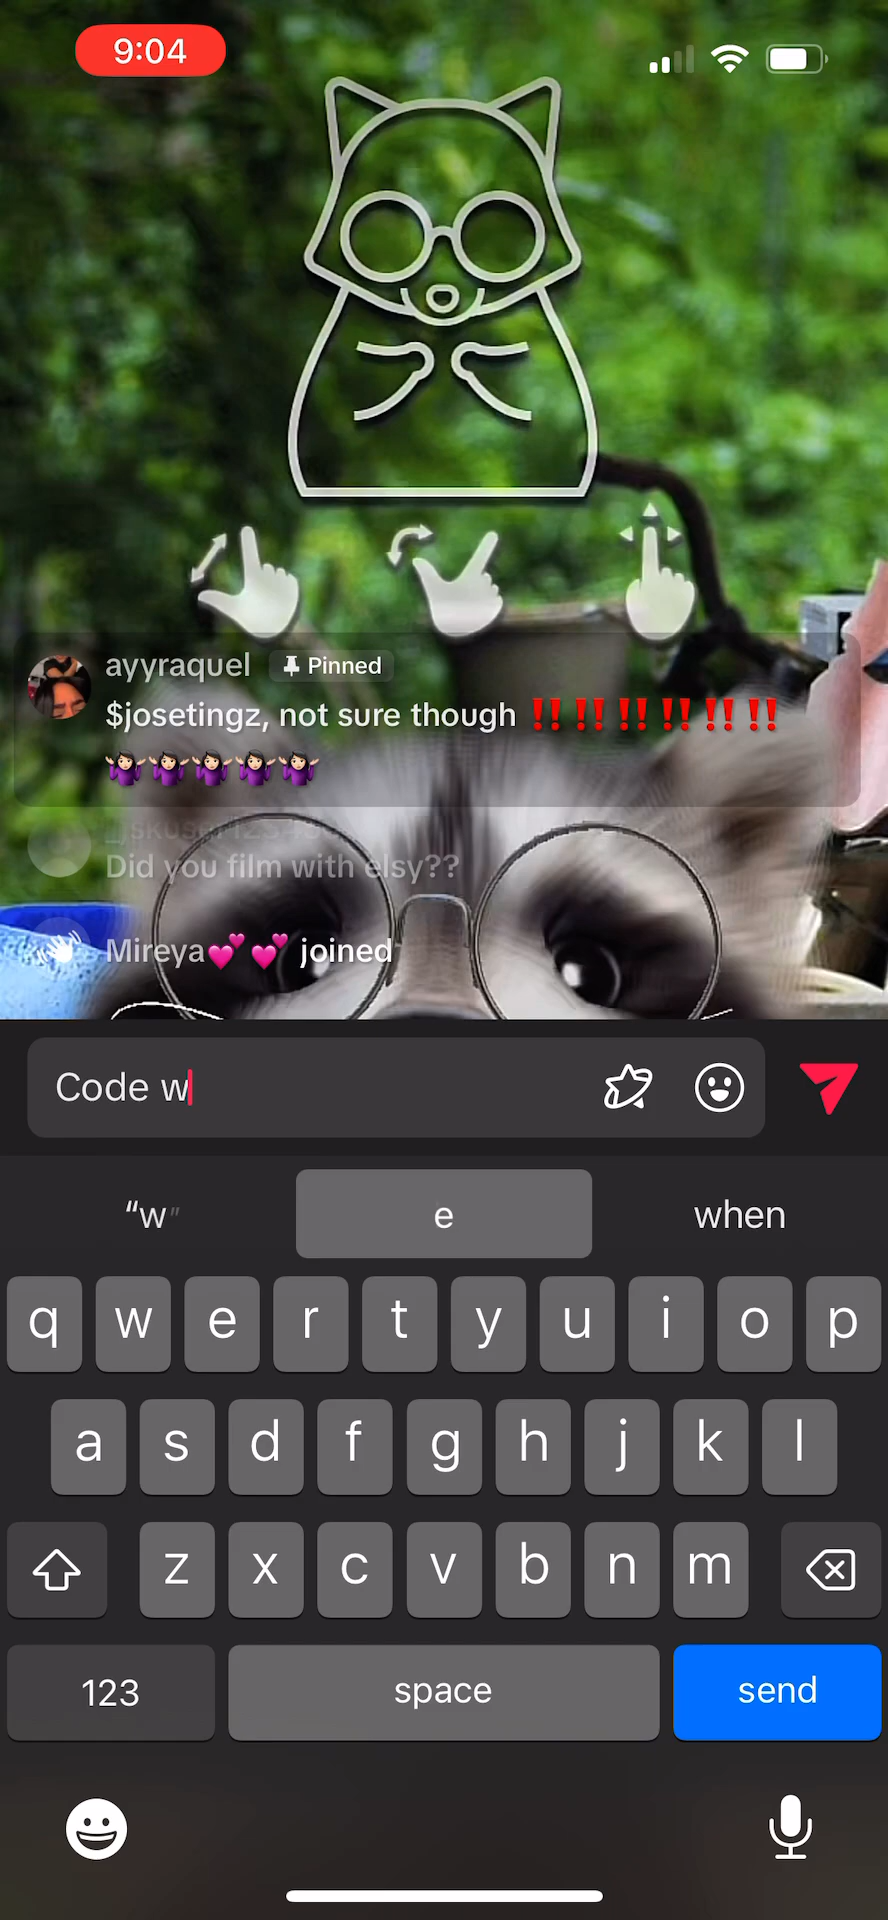 9:04
ayyraquel Pinned
$josetingz, not sure though ‼️‼️‼️‼️‼️‼️
🤷🏻‍♀️🤷🏻‍♀️🤷🏻‍♀️🤷🏻‍♀️🤷🏻‍♀️
Did you film with elsy??
Mireya💕💕 joined
Code w
“w” e when
q w e r t y u i o p
a s d f g h j k l
z x c v b n m
123 space send